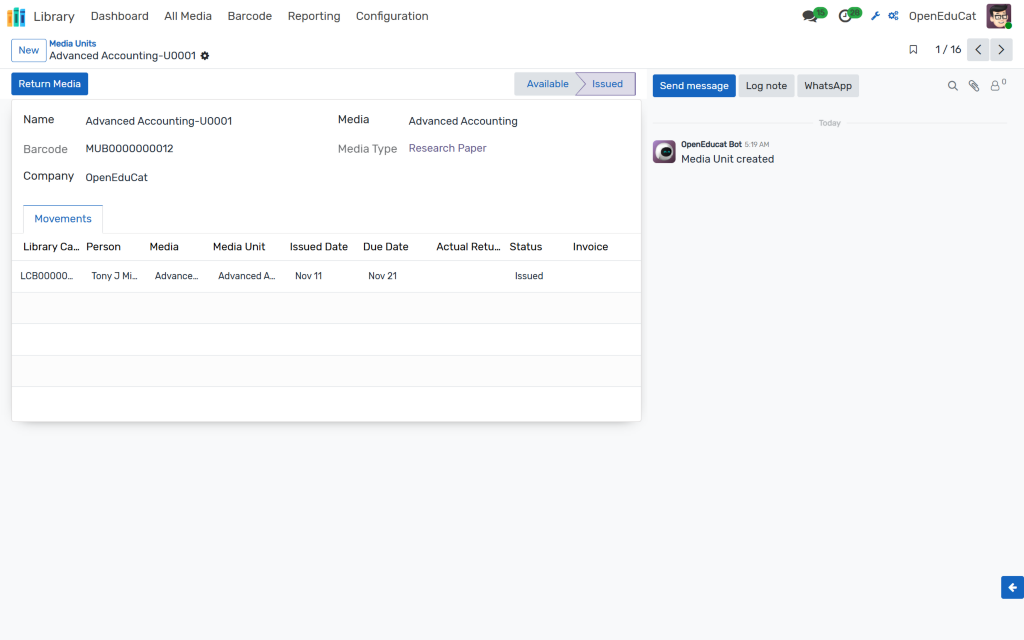 Library Dashboard All Media Barcode Reporting Configuration 15 28 OpenEduCat
New Media Units
Advanced Accounting-U0001
1 / 16
Return Media Available Issued Send message Log note WhatsApp 0
Name Advanced Accounting-U0001 Media Advanced Accounting
Barcode MUB0000000012 Media Type Research Paper
Company OpenEduCat
Today
OpenEducat Bot 5:19 AM
Media Unit created
Movements
Library Ca... Person Media Media Unit Issued Date Due Date Actual Retu... Status Invoice
LCB00000... Tony J Mi... Advance... Advanced A... Nov 11 Nov 21 Issued